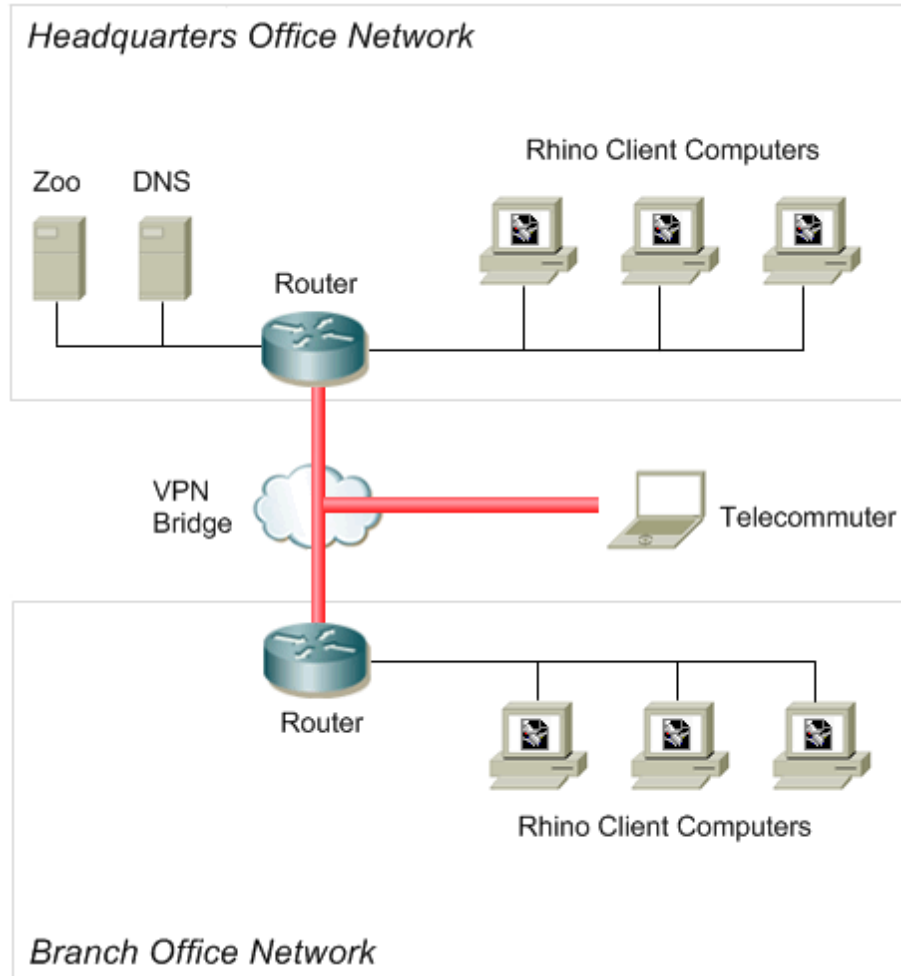 Headquarters Office Network
Rhino Client Computers
Zoo
DNS
Router
VPN
Bridge
Telecommuter
Router
Rhino Client Computers
Branch Office Network